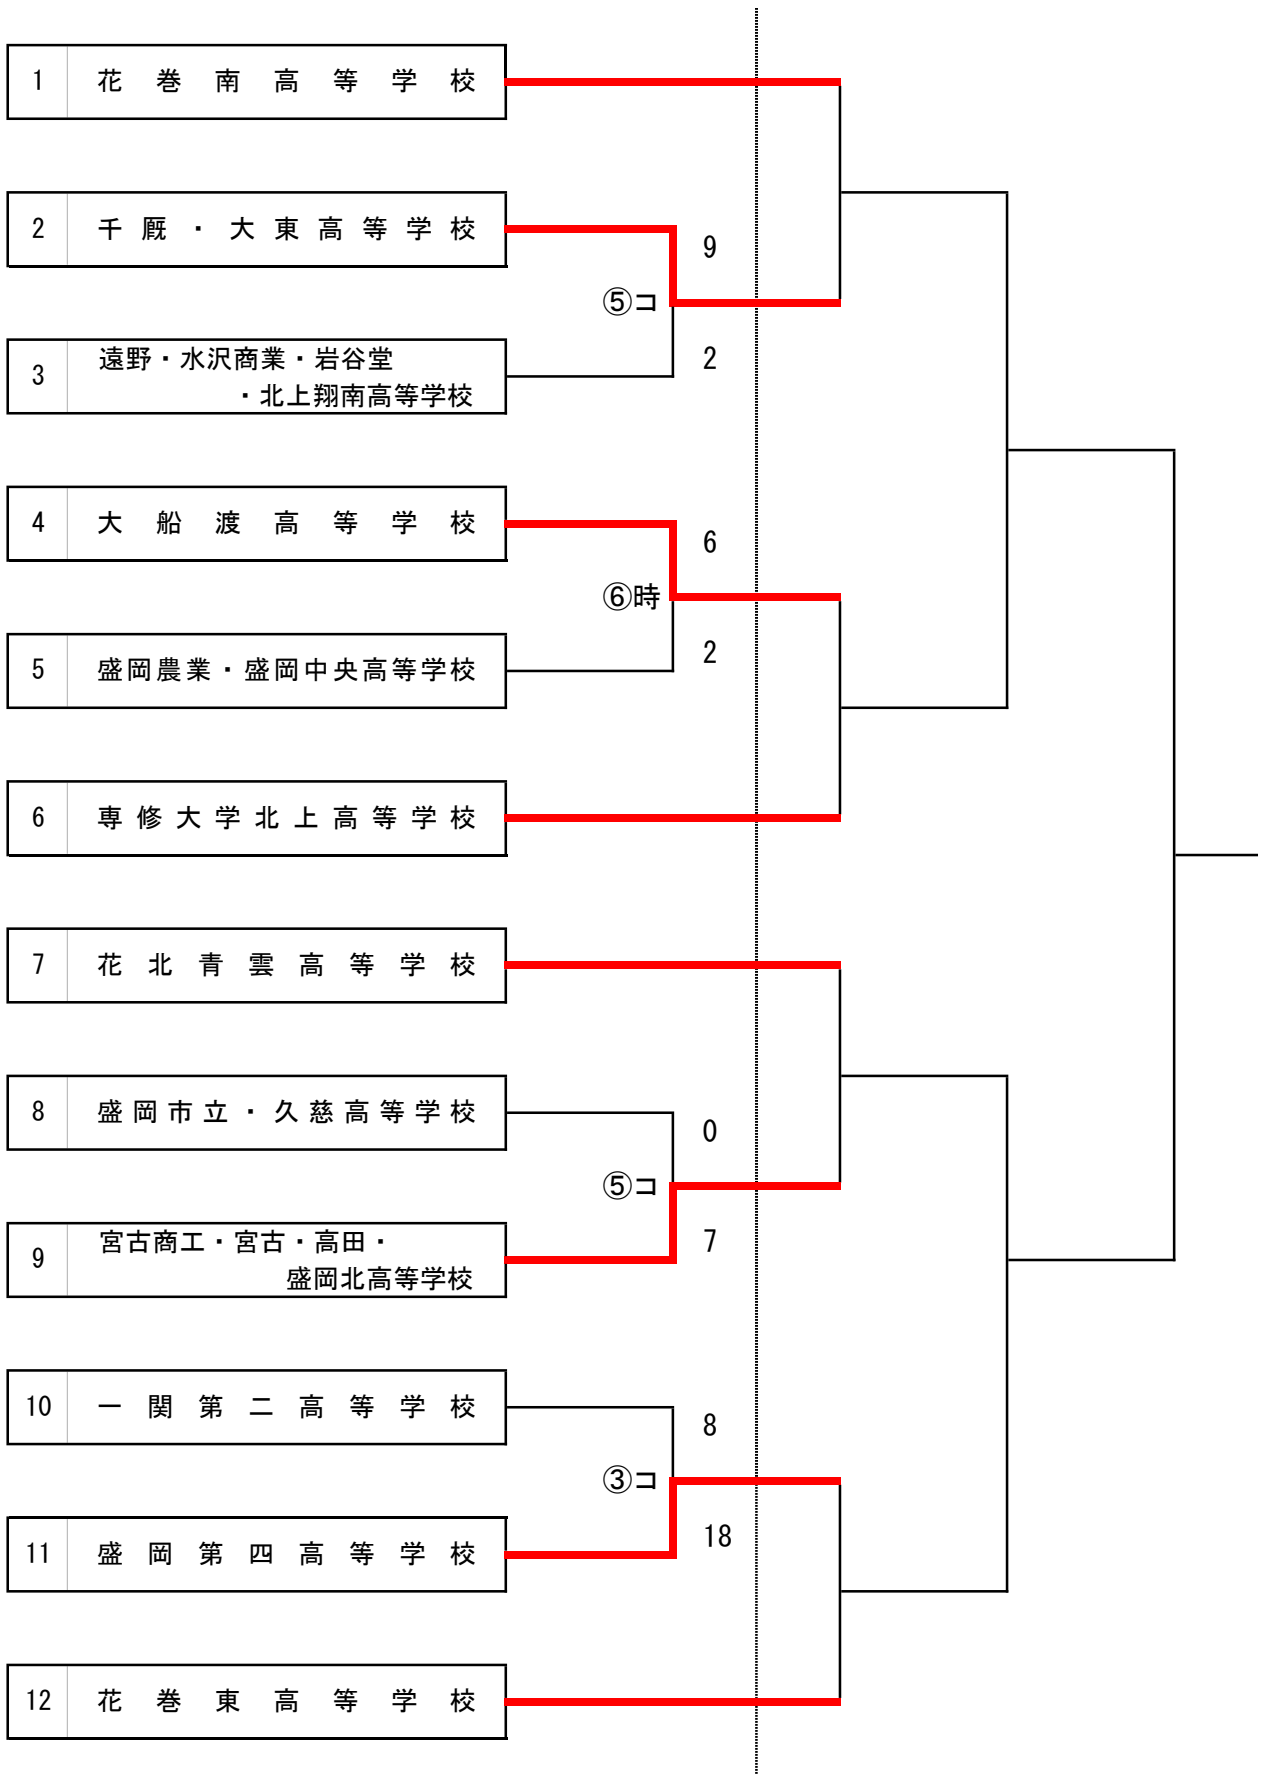 1 花巻南高等学校
2 千厩・大東高等学校
9
⑤コ
2
3 遠野・水沢商業・岩谷堂
・北上翔南高等学校
4 大船渡高等学校
6
⑥時
2
5 盛岡農業・盛岡中央高等学校
6 専修大学北上高等学校
7 花北青雲高等学校
8 盛岡市立・久慈高等学校
0
⑤コ
7
9 宮古商工・宮古・高田・
盛岡北高等学校
10 一関第二高等学校
8
③コ
18
11 盛岡第四高等学校
12 花巻東高等学校